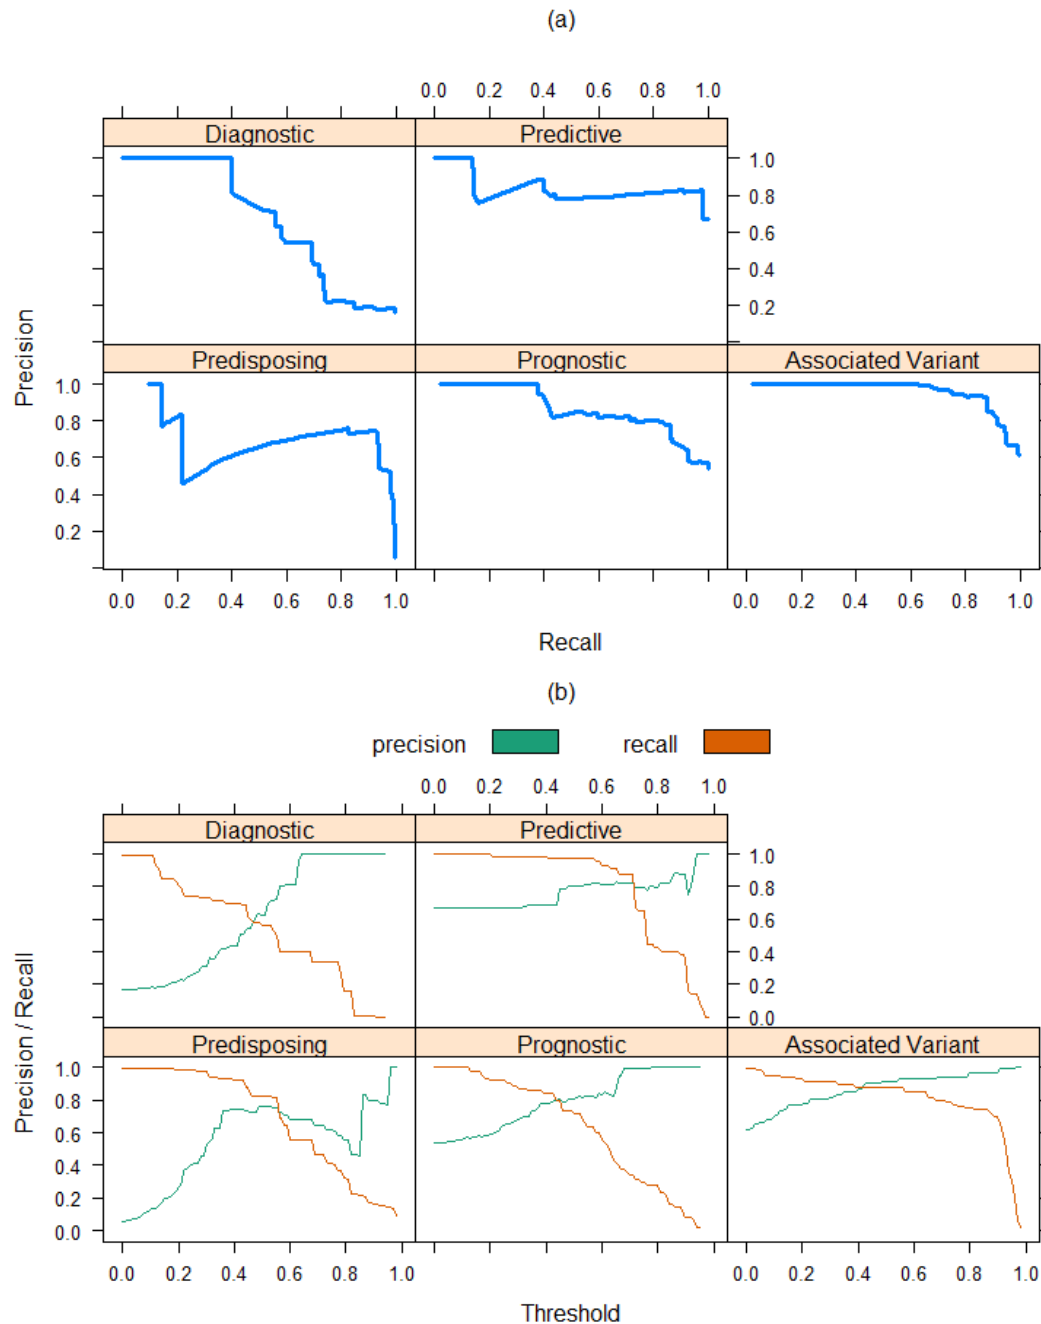 (a)
0.0 0.2 0.4 0.6 0.8 1.0
Diagnostic Predictive
1.0
0.8
0.6
0.4
0.2
Precision
Predisposing Prognostic Associated Variant
1.0
0.8
0.6
0.4
0.2
0.0 0.2 0.4 0.6 0.8 1.0 0.0 0.2 0.4 0.6 0.8 1.0
Recall
(b)
precision recall
0.0 0.2 0.4 0.6 0.8 1.0
Diagnostic Predictive
1.0
0.8
0.6
0.4
0.2
0.0
Precision / Recall
Predisposing Prognostic Associated Variant
1.0
0.8
0.6
0.4
0.2
0.0
0.0 0.2 0.4 0.6 0.8 1.0 0.0 0.2 0.4 0.6 0.8 1.0
Threshold